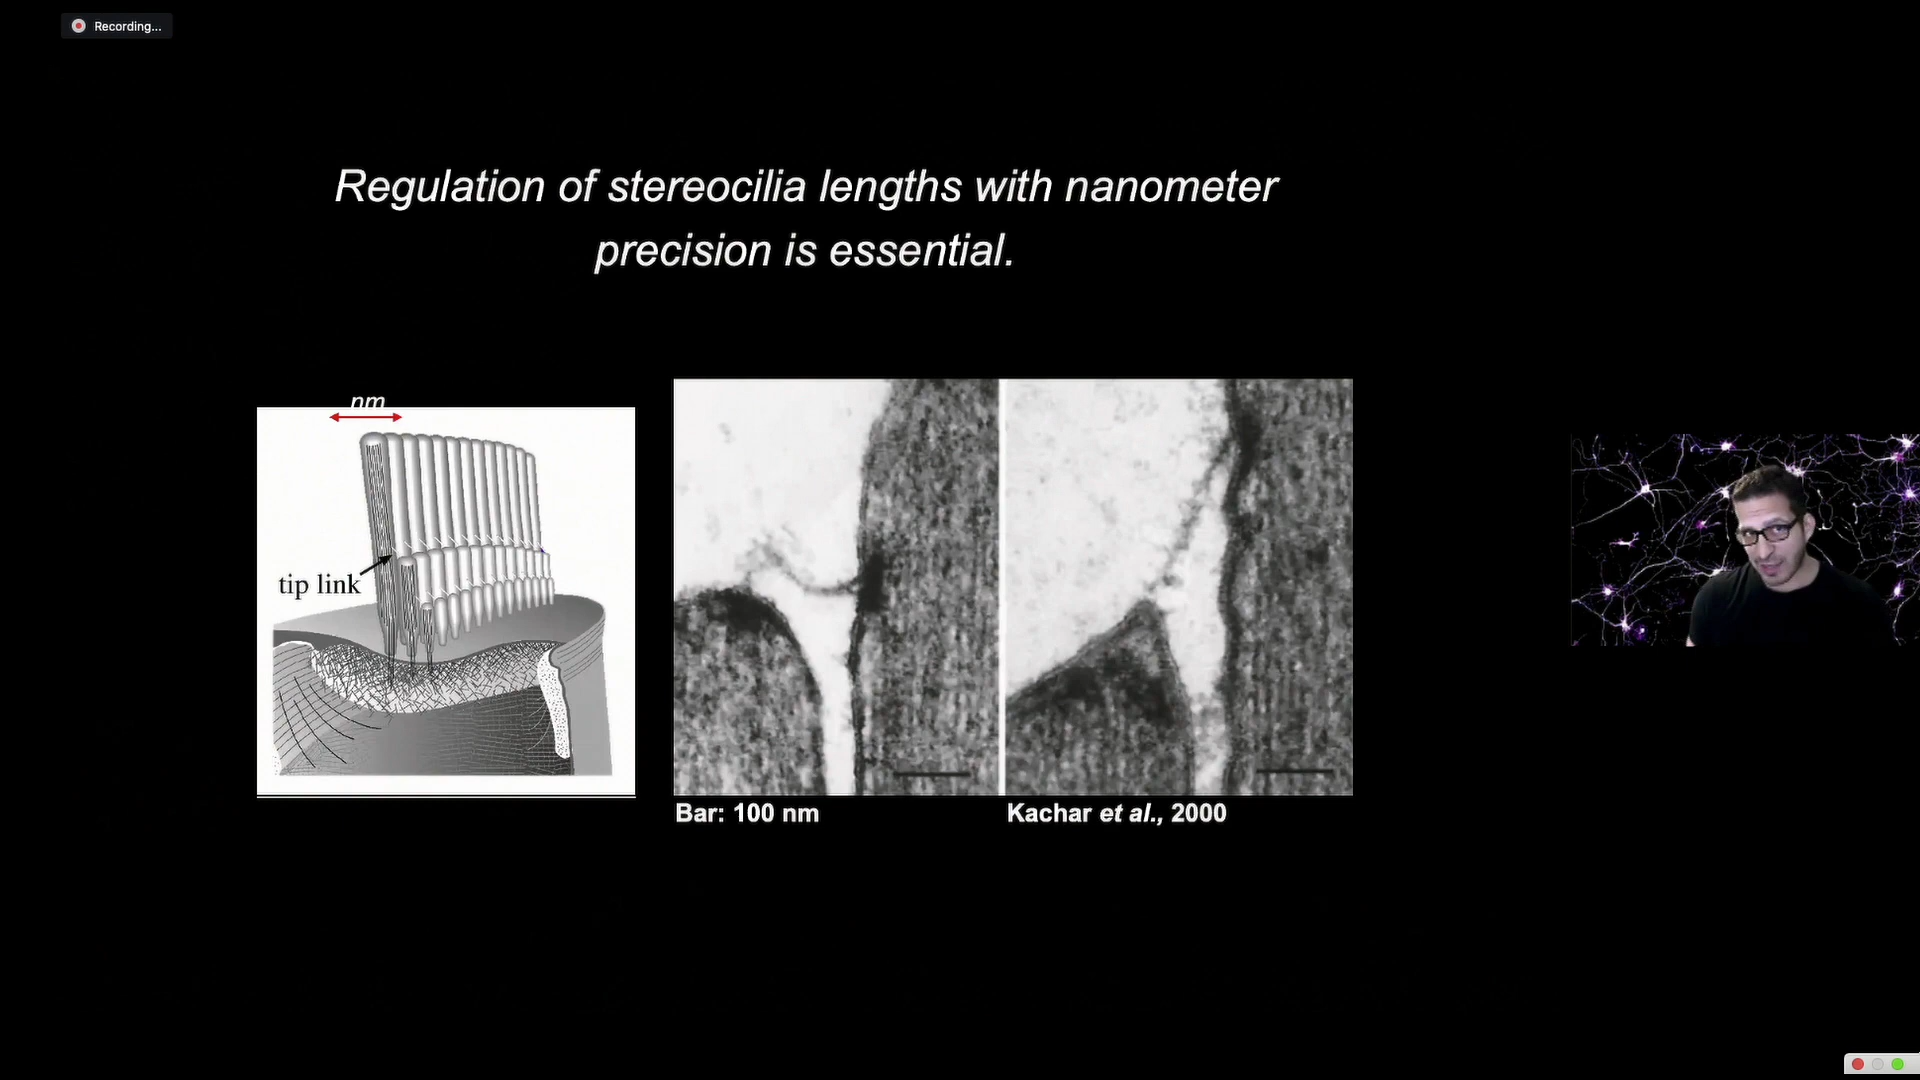 Recording...
Regulation of stereocilia lengths with nanometer
precision is essential.
nm
tip link
Bar: 100 nm
Kachar et al., 2000